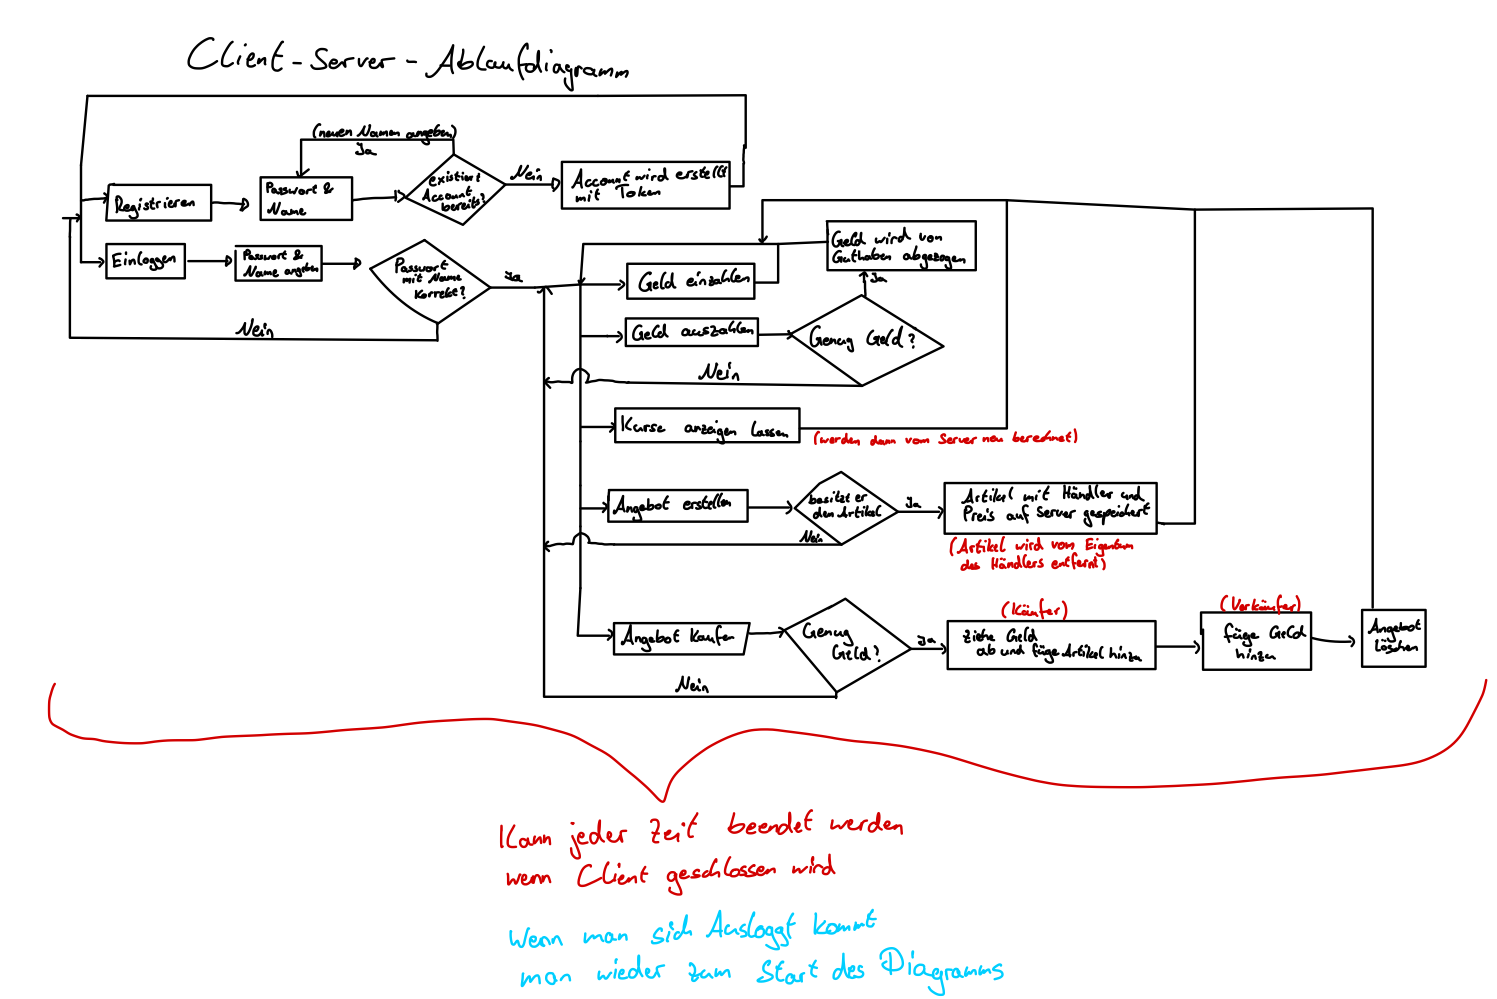 Client-Server-Ablaufdiagramm
(neuen Namen angeben)
Ja
Registrieren
Passwort &
Name
existiert
Account
bereits?
Nein
Account wird erstellt
mit Token
Einloggen
Passwort &
Name angeben
Passwort
mit Name
Korrekt?
Ja
Nein
Geld einzahlen
Geld wird von
Guthaben abgezogen
Ja
Geld auszahlen
Genug Geld?
Nein
Kurse anzeigen lassen
(werden dann vom Server neu berechnet)
Angebot erstellen
besitzt er
den Artikel
Ja
Nein
Artikel mit Händler und
Preis auf Server gespeichert
(Artikel wird vom Eigentum
des Händlers entfernt)
Angebot kaufen
Genug
Geld?
Ja
Nein
(Käufer)
ziehe Geld
ab und füge Artikel hinzu
(Verkäufer)
füge Geld
hinzu
Angebot
löschen
Kann jeder Zeit beendet werden
wenn Client geschlossen wird
Wenn man sich Ausloggt kommt
man wieder zum Start des Diagramms